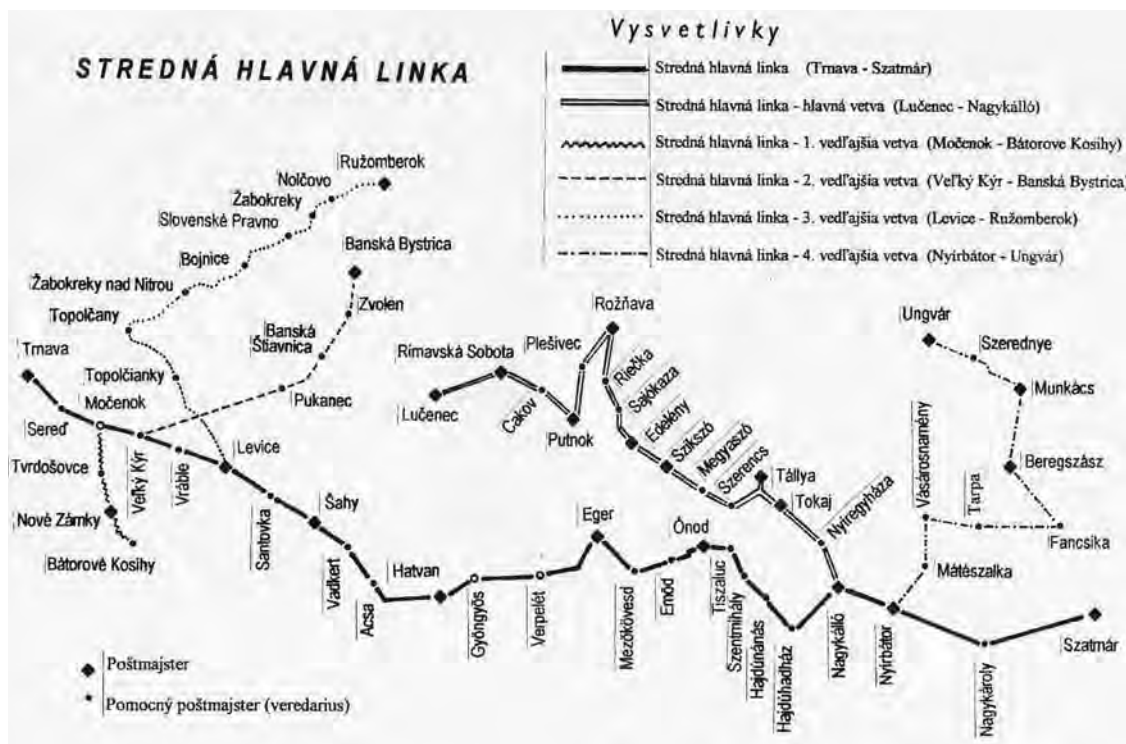 Vysvetlivky
STREDNÁ HLAVNÁ LINKA
Stredná hlavná linka (Trnava - Szatmár)
Stredná hlavná linka - hlavná vetva (Lučenec - Nagykálló)
Stredná hlavná linka - 1. vedľajšia vetva (Močenok - Bátorove Kosihy)
Stredná hlavná linka - 2. vedľajšia vetva (Veľký Kýr - Banská Bystrica)
Stredná hlavná linka - 3. vedľajšia vetva (Levice - Ružomberok)
Stredná hlavná linka - 4. vedľajšia vetva (Nyírbátor - Ungvár)
Ružomberok
Nolčovo
Žabokreky
Slovenské Pravno
Bojnice
Žabokreky nad Nitrou
Topolčany
Banská Bystrica
Zvolen
Banská
Štiavnica
Pukanec
Topolčianky
Trnava
Sereď
Močenok
Tvrdošovce
Nové Zámky
Bátorové Kosihy
Veľký Kýr
Vráble
Levice
Santovka
Šahy
Vadkert
Acsa
Hatvan
Gyöngyös
Verpelét
Eger
Mezőkövesd
Emőd
Ónod
Tiszaluc
Szentmihály
Hajdúnánás
Hajdúhadház
Nagykálló
Nyírbátor
Nagykároly
Szatmár
Lučenec
Rimavská Sobota
Cakov
Putnok
Plešivec
Rožňava
Riečka
Sajókaza
Edelény
Szikszó
Megyaszó
Szerencs
Tállya
Tokaj
Nyíregyháza
Ungvár
Szerednye
Munkács
Beregszász
Fancsika
Tarpa
Vásárosnamény
Mátészalka
Poštmajster
Pomocný poštmajster (veredarius)